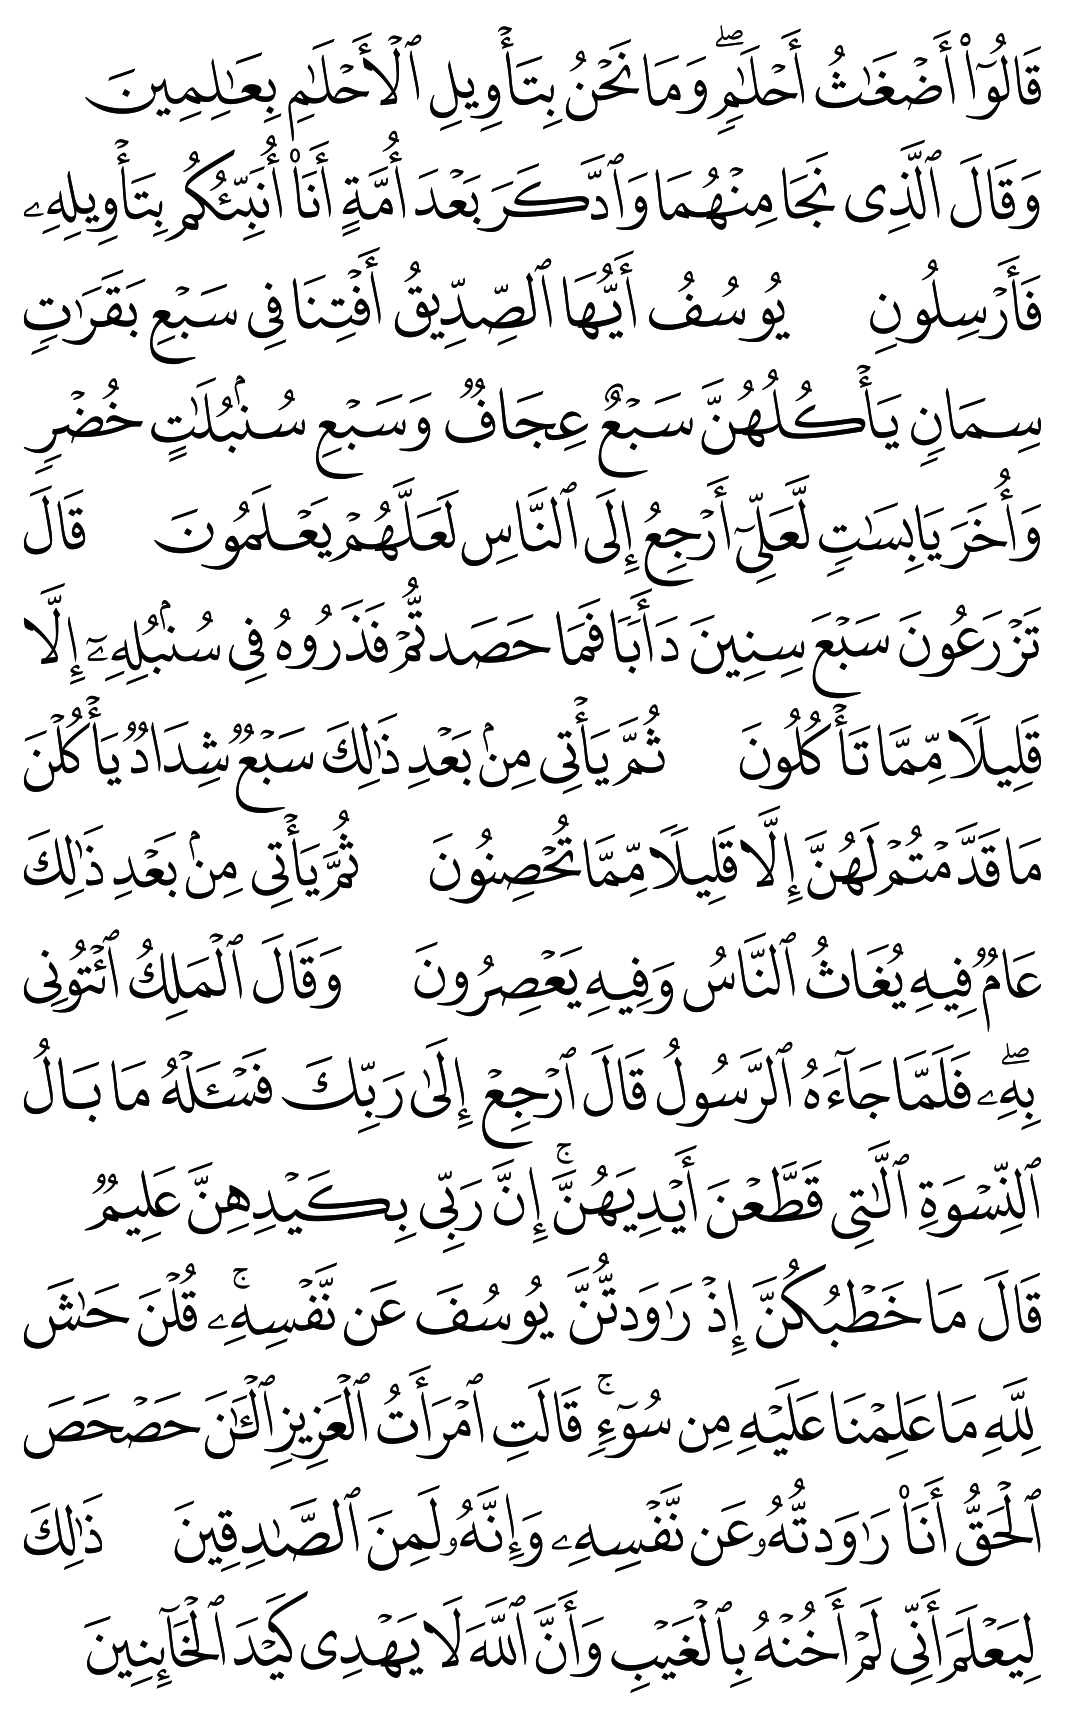 قَالُوٓاْ أَضۡغَٰثُ أَحۡلَٰمٖۖ وَمَا نَحۡنُ بِتَأۡوِيلِ ٱلۡأَحۡلَٰمِ بِعَٰلِمِينَ
وَقَالَ ٱلَّذِي نَجَا مِنۡهُمَا وَٱدَّكَرَ بَعۡدَ أُمَّةٍ أَنَا۠ أُنَبِّئُكُم بِتَأۡوِيلِهِۦ
فَأَرۡسِلُونِ يُوسُفُ أَيُّهَا ٱلصِّدِّيقُ أَفۡتِنَا فِي سَبۡعِ بَقَرَٰتٖ
سِمَانٖ يَأۡكُلُهُنَّ سَبۡعٌ عِجَافٞ وَسَبۡعِ سُنۢبُلَٰتٍ خُضۡرٖ
وَأُخَرَ يَابِسَٰتٖ لَّعَلِّيٓ أَرۡجِعُ إِلَى ٱلنَّاسِ لَعَلَّهُمۡ يَعۡلَمُونَ قَالَ
تَزۡرَعُونَ سَبۡعَ سِنِينَ دَأَبٗا فَمَا حَصَدتُّمۡ فَذَرُوهُ فِي سُنۢبُلِهِۦٓ إِلَّا
قَلِيلٗا مِّمَّا تَأۡكُلُونَ ثُمَّ يَأۡتِي مِنۢ بَعۡدِ ذَٰلِكَ سَبۡعٞ شِدَادٞ يَأۡكُلۡنَ
مَا قَدَّمۡتُمۡ لَهُنَّ إِلَّا قَلِيلٗا مِّمَّا تُحۡصِنُونَ ثُمَّ يَأۡتِي مِنۢ بَعۡدِ ذَٰلِكَ
عَامٞ فِيهِ يُغَاثُ ٱلنَّاسُ وَفِيهِ يَعۡصِرُونَ وَقَالَ ٱلۡمَلِكُ ٱئۡتُونِي
بِهِۦۖ فَلَمَّا جَآءَهُ ٱلرَّسُولُ قَالَ ٱرۡجِعۡ إِلَىٰ رَبِّكَ فَسۡـَٔلۡهُ مَا بَالُ
ٱلنِّسۡوَةِ ٱلَّٰتِي قَطَّعۡنَ أَيۡدِيَهُنَّۚ إِنَّ رَبِّي بِكَيۡدِهِنَّ عَلِيمٞ
قَالَ مَا خَطۡبُكُنَّ إِذۡ رَٰوَدتُّنَّ يُوسُفَ عَن نَّفۡسِهِۦۚ قُلۡنَ حَٰشَ
لِلَّهِ مَا عَلِمۡنَا عَلَيۡهِ مِن سُوٓءٖۚ قَالَتِ ٱمۡرَأَتُ ٱلۡعَزِيزِ ٱلۡـَٰٔنَ حَصۡحَصَ
ٱلۡحَقُّ أَنَا۠ رَٰوَدتُّهُۥ عَن نَّفۡسِهِۦ وَإِنَّهُۥ لَمِنَ ٱلصَّٰدِقِينَ ذَٰلِكَ
لِيَعۡلَمَ أَنِّي لَمۡ أَخُنۡهُ بِٱلۡغَيۡبِ وَأَنَّ ٱللَّهَ لَا يَهۡدِي كَيۡدَ ٱلۡخَآئِنِينَ